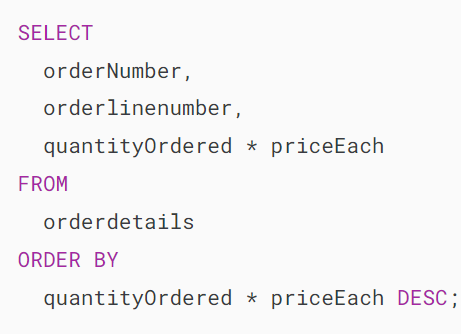 SELECT
orderNumber,
orderlinenumber,
quantityOrdered * priceEach
FROM
orderdetails
ORDER BY
quantityOrdered * priceEach DESC;